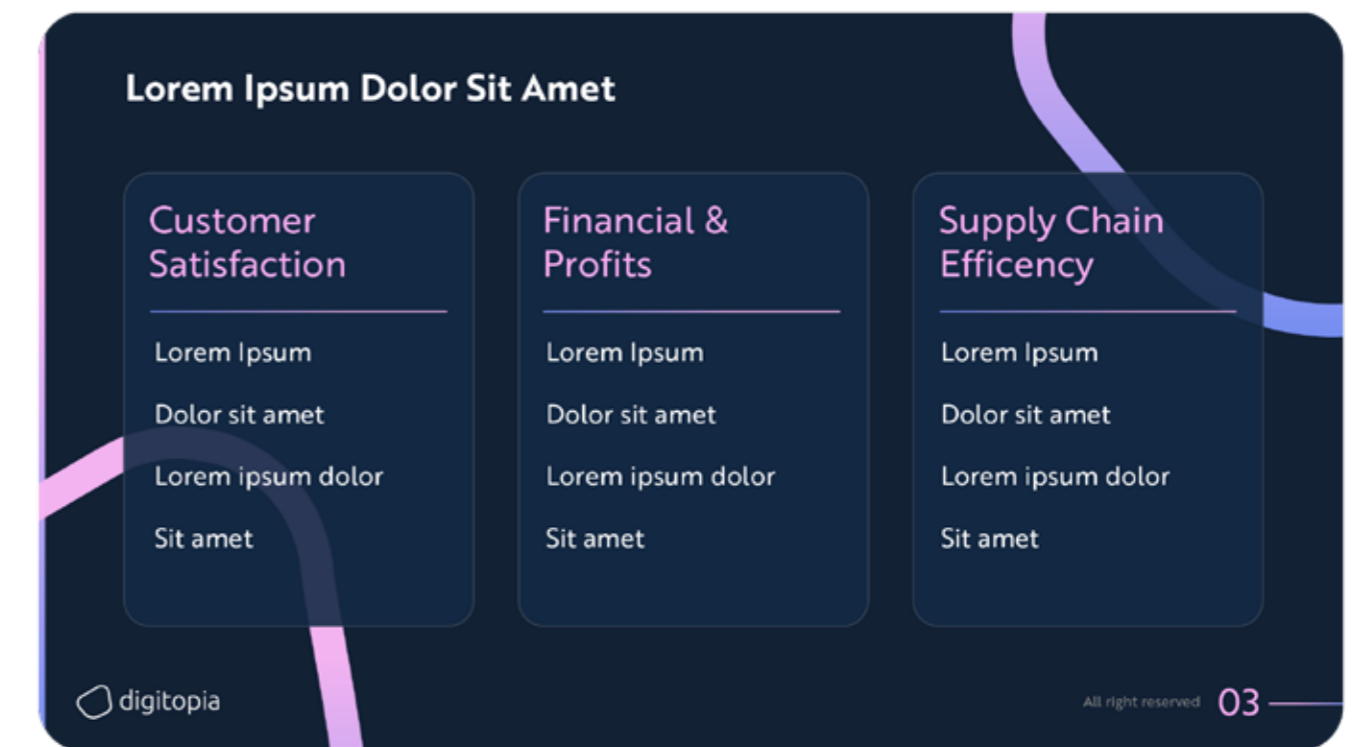 Lorem Ipsum Dolor Sit Amet
Customer
Satisfaction
Lorem Ipsum
Dolor sit amet
Lorem ipsum dolor
Sit amet
Financial &
Profits
Lorem Ipsum
Dolor sit amet
Lorem ipsum dolor
Sit amet
Supply Chain
Efficency
Lorem Ipsum
Dolor sit amet
Lorem ipsum dolor
Sit amet
digitopia
All right reserved 03